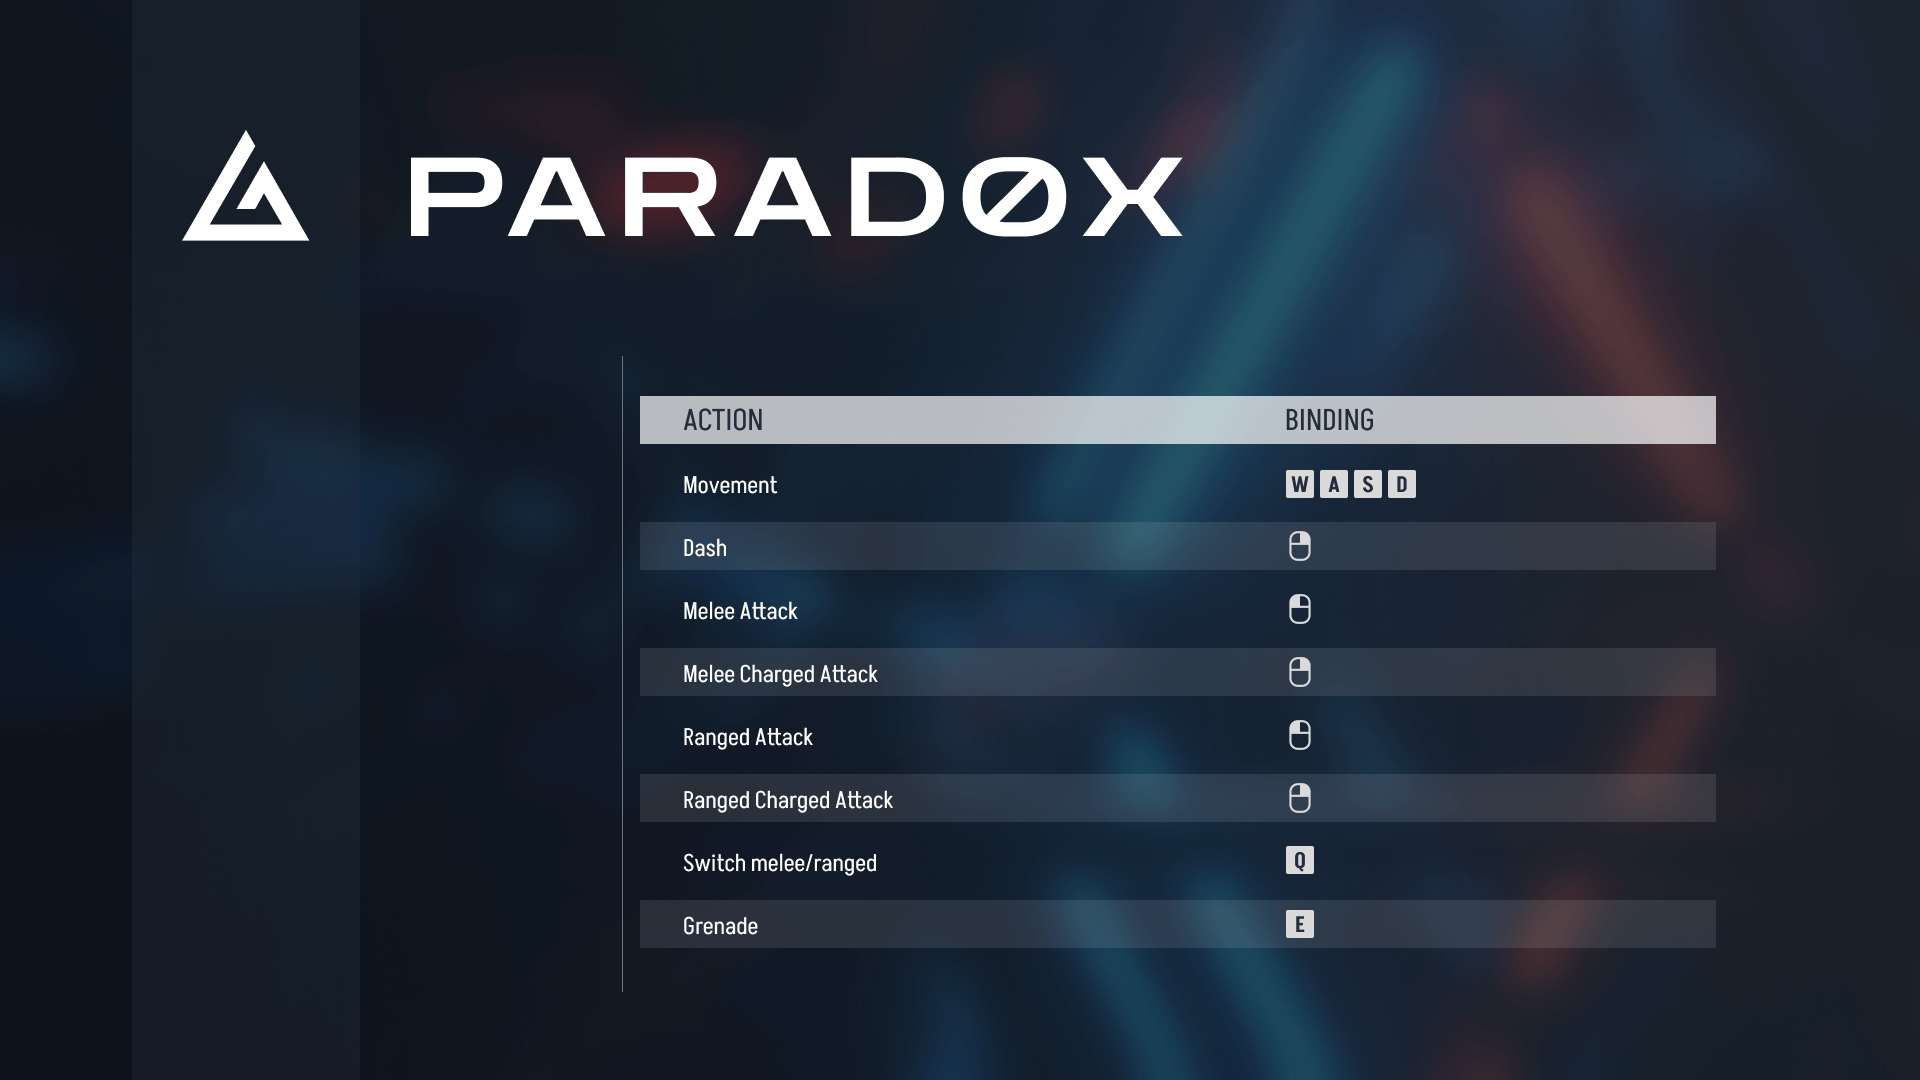 PARADØX
ACTION BINDING
Movement W A S D
Dash
Melee Attack
Melee Charged Attack
Ranged Attack
Ranged Charged Attack
Switch melee/ranged Q
Grenade E